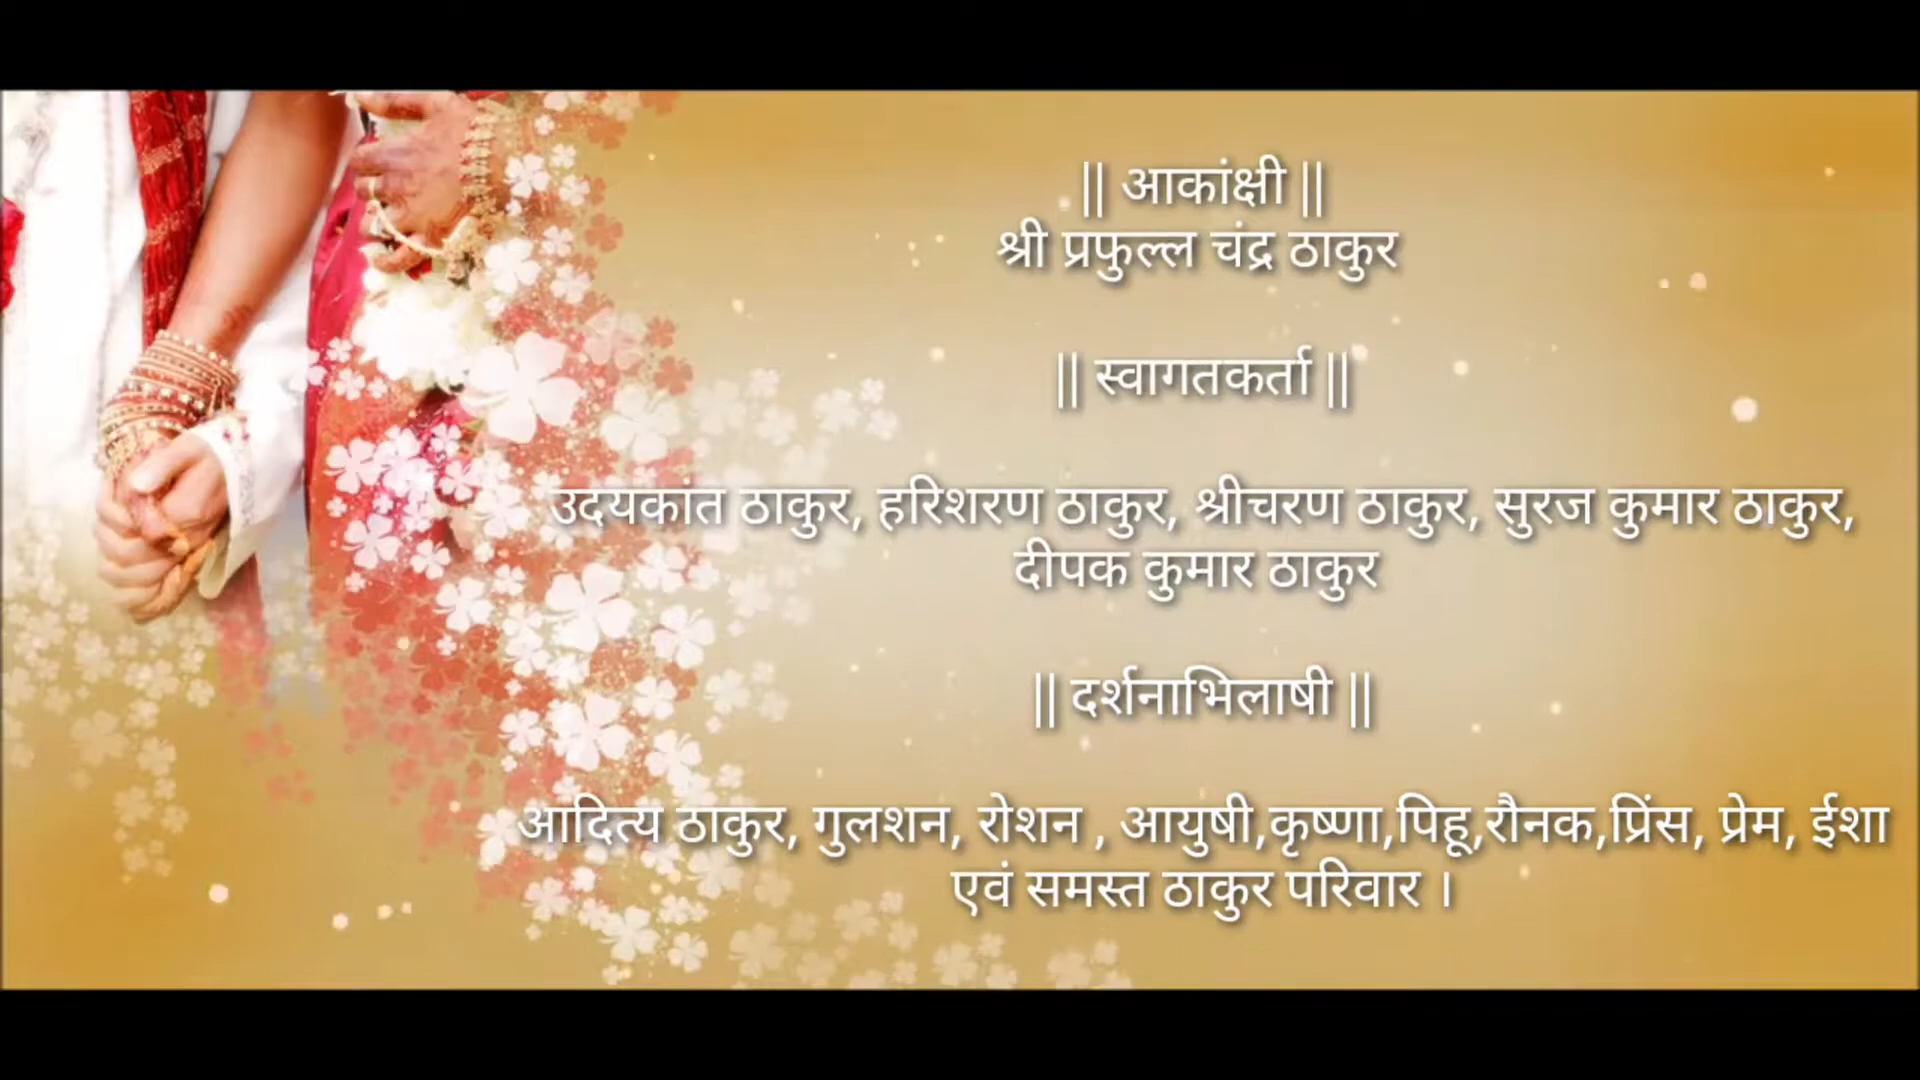 || आकांक्षी ||
श्री प्रफुल्ल चंद्र ठाकुर
|| स्वागतकर्ता ||
उदयकांत ठाकुर, हरिशरण ठाकुर, श्रीचरण ठाकुर, सुरज कुमार ठाकुर,
दीपक कुमार ठाकुर
|| दर्शनाभिलाषी ||
आदित्य ठाकुर, गुलशन, रोशन , आयुषी,कृष्णा,पिहू,रौनक,प्रिंस, प्रेम, ईशा
एवं समस्त ठाकुर परिवार ।